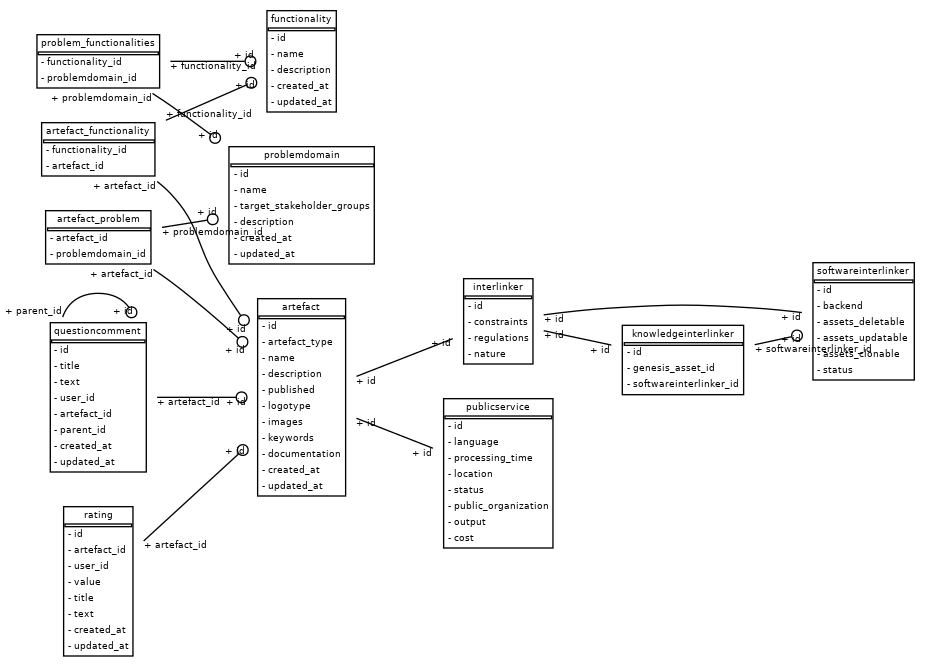 functionality
- id
- name
- description
- created_at
- updated_at
problem_functionalities
- functionality_id
- problemdomain_id
+ id
+ functionality_id
+ id
+ problemdomain_id
+ functionality_id
+ id
artefact_functionality
- functionality_id
- artefact_id
+ artefact_id
problemdomain
- id
- name
- target_stakeholder_groups
- description
- created_at
- updated_at
artefact_problem
- artefact_id
- problemdomain_id
+ id
+ problemdomain_id
+ artefact_id
+ parent_id
+ id
questioncomment
- id
- title
- text
- user_id
- artefact_id
- parent_id
- created_at
- updated_at
+ id
+ id
+ artefact_id
+ id
+ id
artefact
- id
- artefact_type
- name
- description
- published
- logotype
- images
- keywords
- documentation
- created_at
- updated_at
+ id
+ id
+ id
+ id
interlinker
- id
- constraints
- regulations
- nature
+ id
+ id
+ id
+ id
knowledgeinterlinker
- id
- genesis_asset_id
- softwareinterlinker_id
+ id
+ softwareinterlinker_id
softwareinterlinker
- id
- backend
- assets_deletable
- assets_updatable
- assets_clonable
- status
publicservice
- id
- language
- processing_time
- location
- status
- public_organization
- output
- cost
rating
- id
- artefact_id
- user_id
- value
- title
- text
- created_at
- updated_at
+ artefact_id